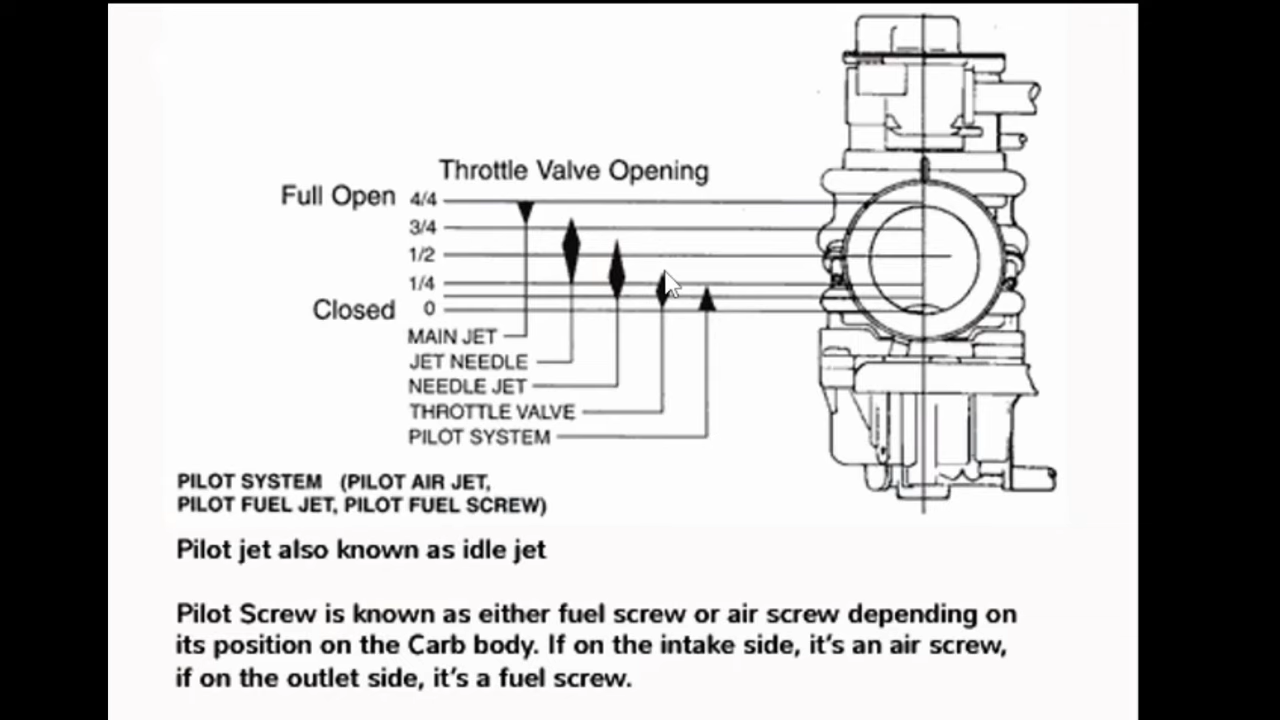 Throttle Valve Opening
Full Open 4/4
3/4
1/2
1/4
Closed 0
MAIN JET
JET NEEDLE
NEEDLE JET
THROTTLE VALVE
PILOT SYSTEM
PILOT SYSTEM (PILOT AIR JET,
PILOT FUEL JET, PILOT FUEL SCREW)
Pilot jet also known as idle jet
Pilot Screw is known as either fuel screw or air screw depending on
its position on the Carb body. If on the intake side, it's an air screw,
if on the outlet side, it's a fuel screw.